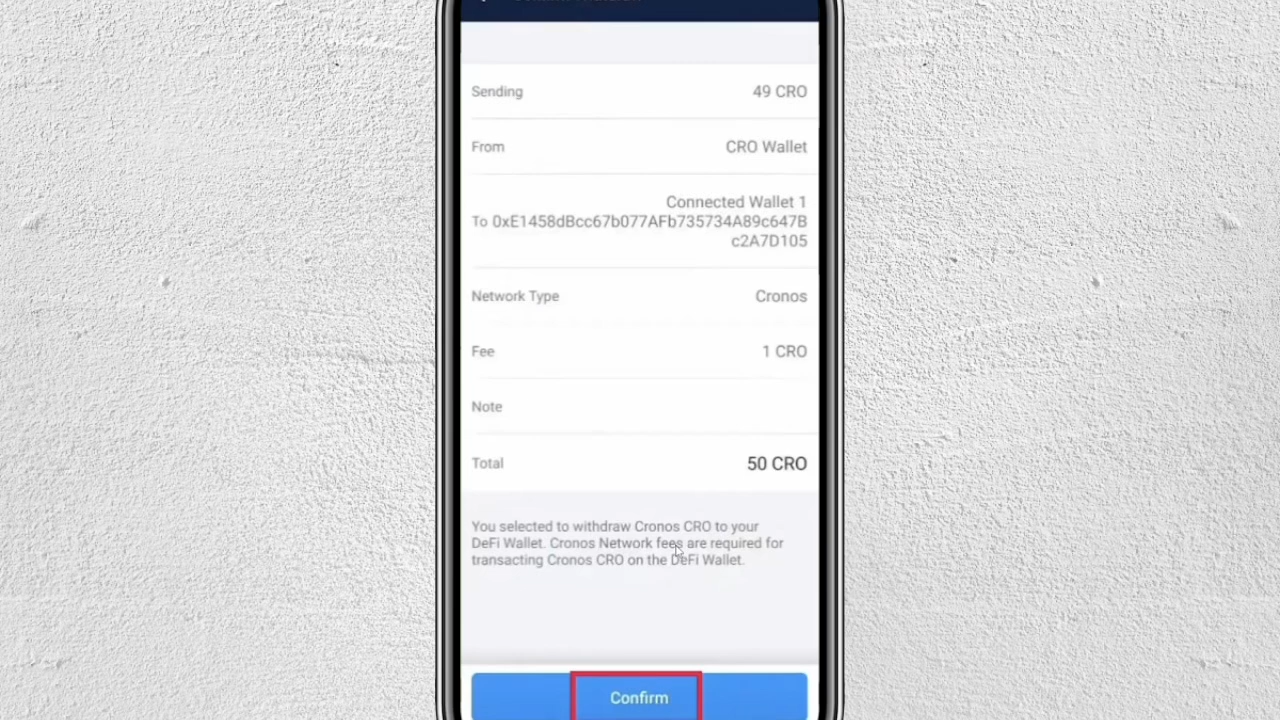 Sending 49 CRO
From CRO Wallet
Connected Wallet 1
To 0xE1458dBcc67b077AFb735734A89c647B
c2A7D105
Network Type Cronos
Fee 1 CRO
Note
Total 50 CRO
You selected to withdraw Cronos CRO to your
DeFi Wallet. Cronos Network fees are required for
transacting Cronos CRO on the DeFi Wallet.
Confirm